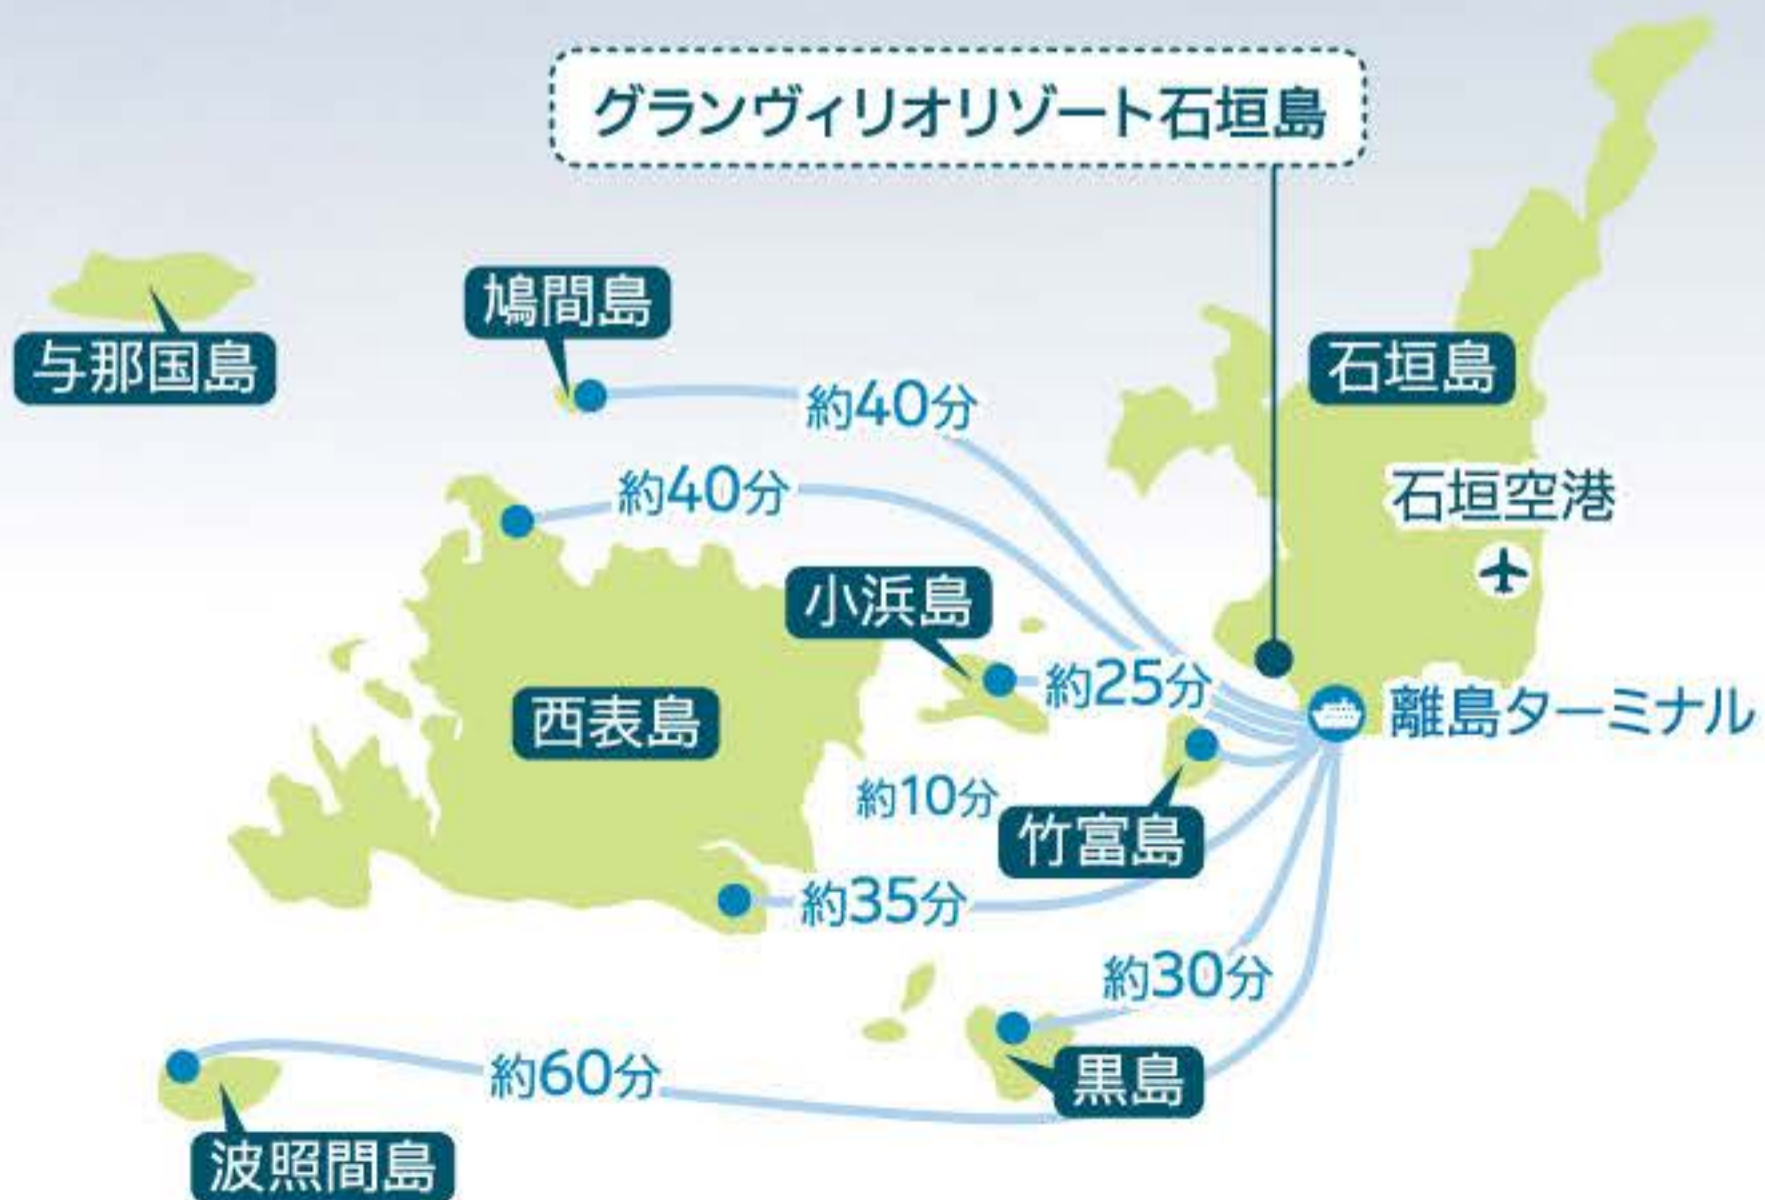 グランヴィリオリゾート石垣島
与那国島
鳩間島
石垣島
約40分
約40分
石垣空港
小浜島
約25分
西表島
離島ターミナル
約10分
竹富島
約35分
約30分
約60分
黒島
波照間島